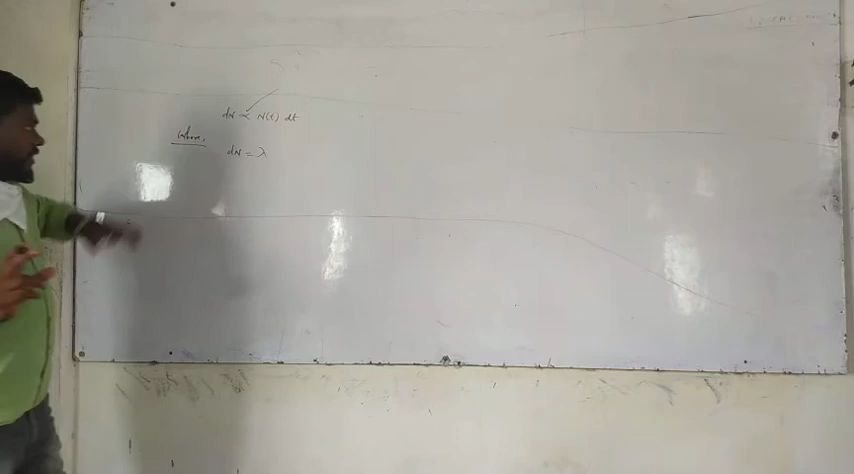 dN ∝ N(t) dt
Where,
dN = λ